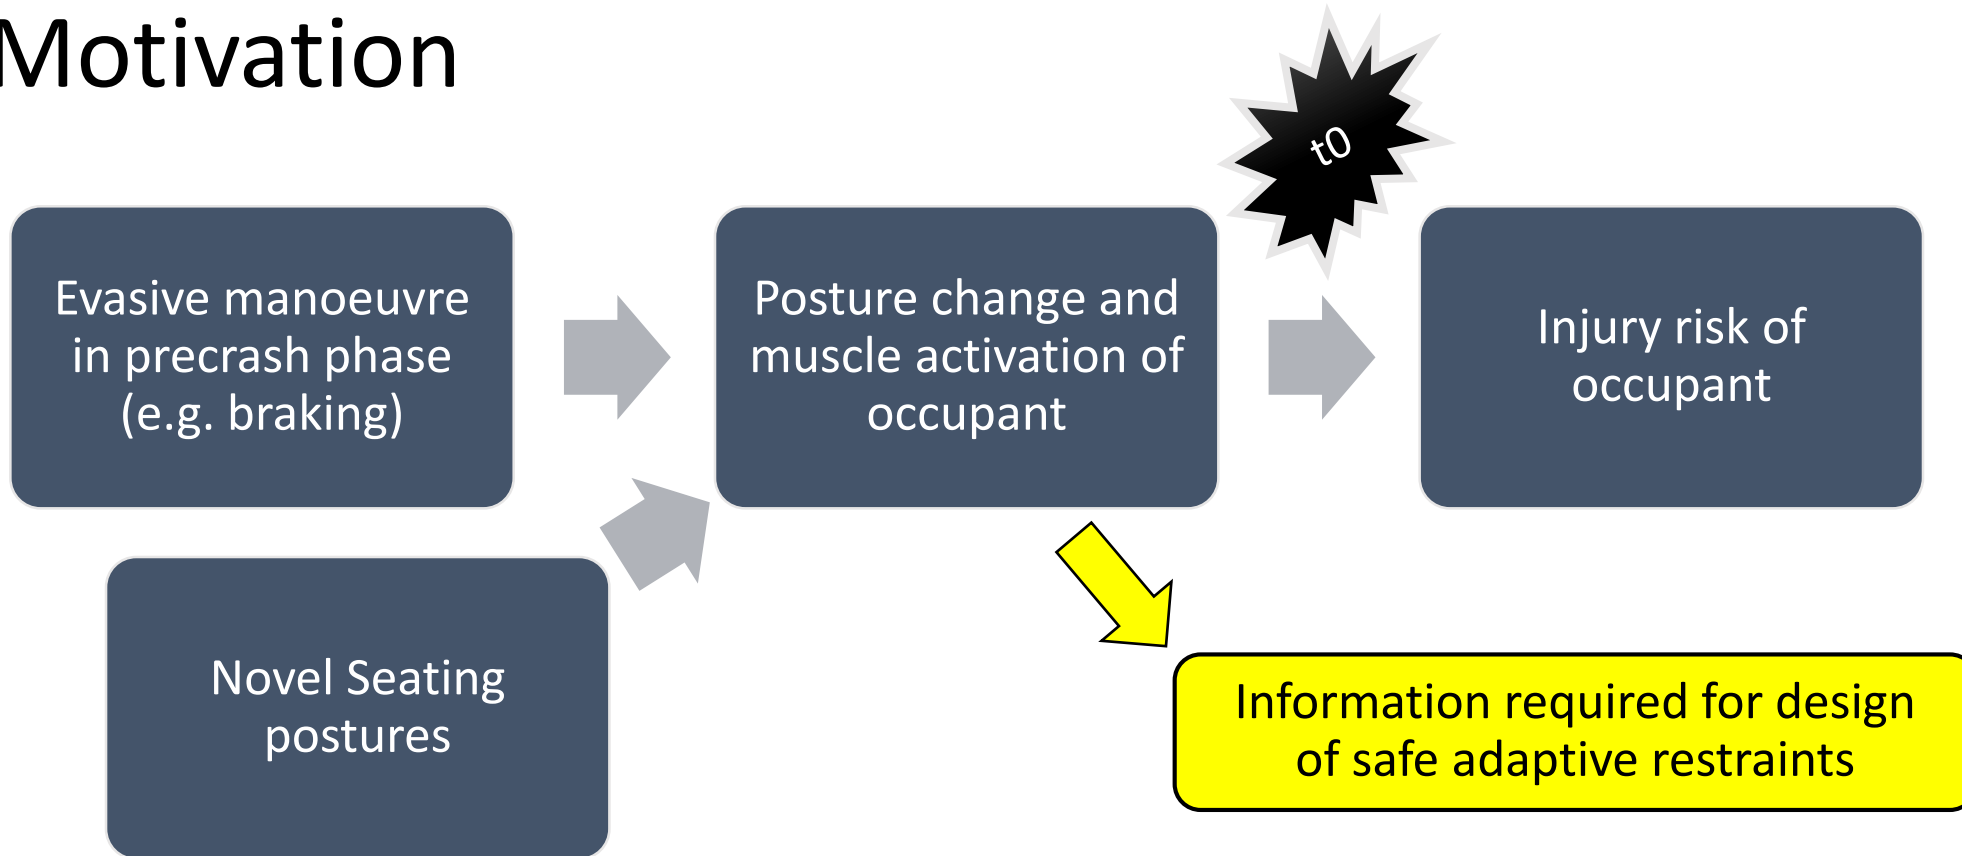 Motivation
t0
Evasive manoeuvre
in precrash phase
(e.g. braking)
Posture change and
muscle activation of
occupant
Injury risk of
occupant
Novel Seating
postures
Information required for design
of safe adaptive restraints